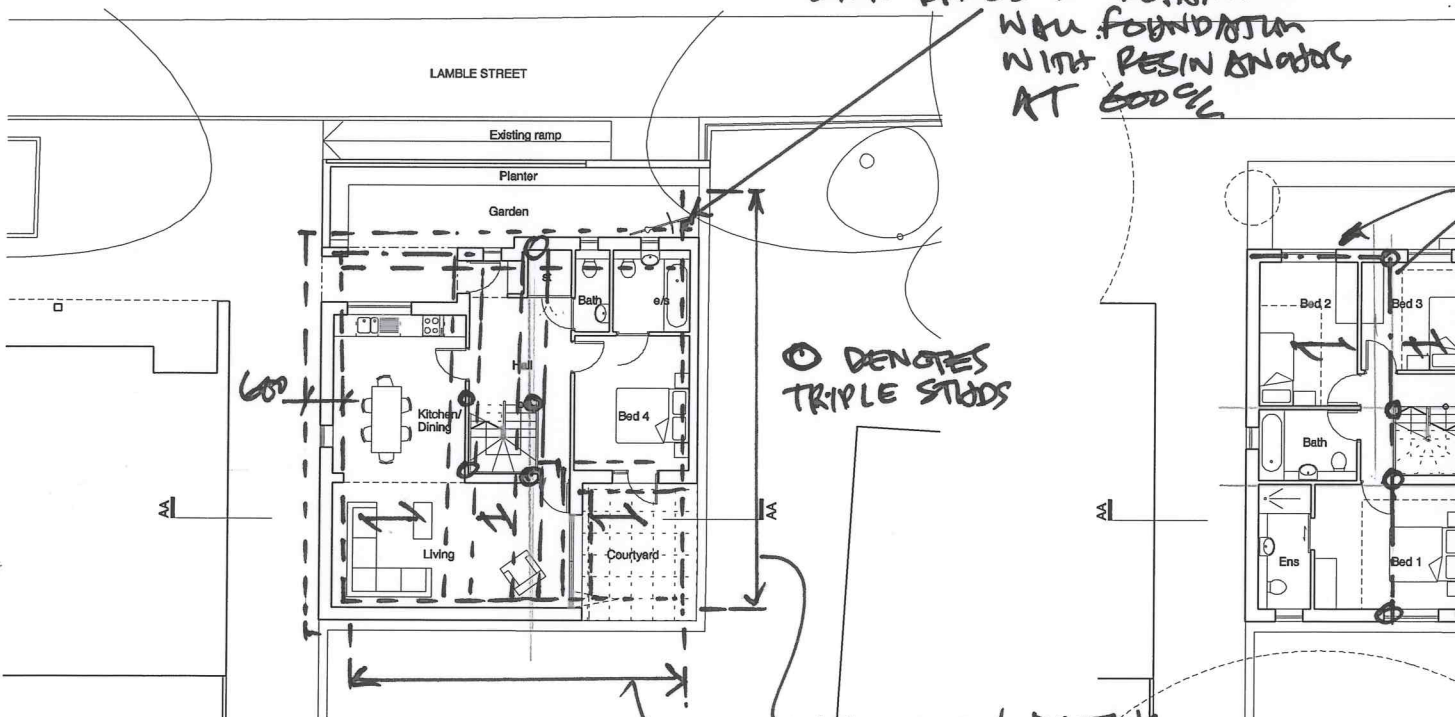 WALL FOUNDATION
WITH RESIN ANCHORS
AT 600 C/C
LAMBLE STREET
Existing ramp
Planter
Garden
Bath
e/s
Hall
Kitchen/
Dining
Bed 4
Living
Courtyard
600
AA
AA
DENOTES
TRIPLE STUDS
Bed 2
Bed 3
Bath
Ens
Bed 1
AA